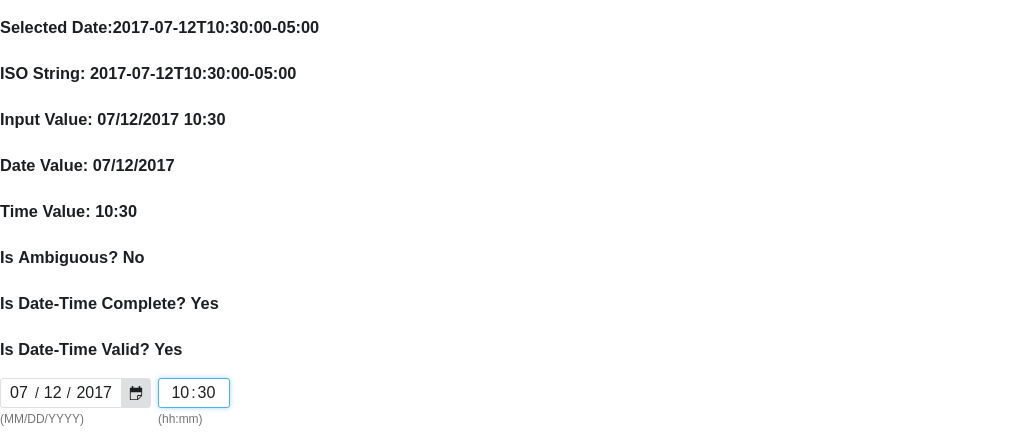 Selected Date:2017-07-12T10:30:00-05:00
ISO String: 2017-07-12T10:30:00-05:00
Input Value: 07/12/2017 10:30
Date Value: 07/12/2017
Time Value: 10:30
Is Ambiguous? No
Is Date-Time Complete? Yes
Is Date-Time Valid? Yes
07 / 12 / 2017 10:30
(MM/DD/YYYY) (hh:mm)